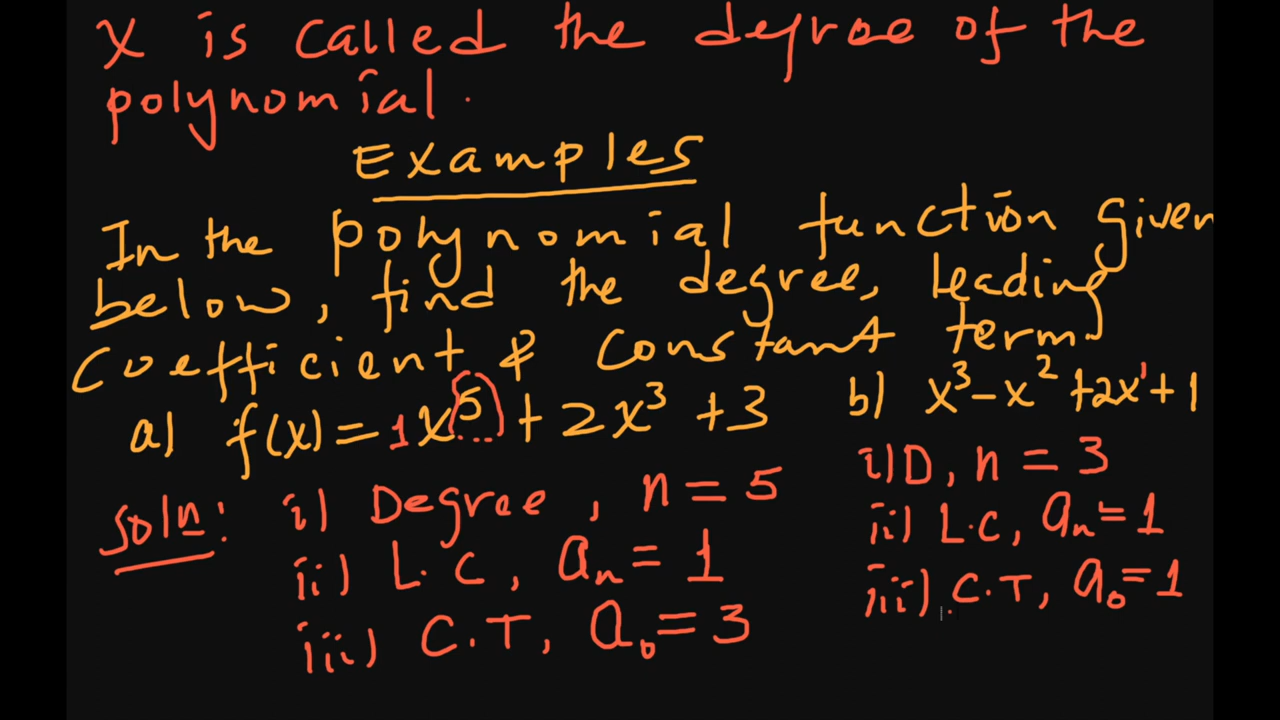 X is called the degree of the
polynomial.
Examples
In the polynomial function given
below, find the degree, leading
Coefficient & constant term.
a) f(x) = 1x⁵ + 2x³ + 3
b) x³ - x² + 2x¹ + 1
Soln:
i) Degree, n = 5
ii) L.C, aₙ = 1
iii) C.T, a₀ = 3
i) D, n = 3
ii) L.C, aₙ = 1
iii) C.T, a₀ = 1